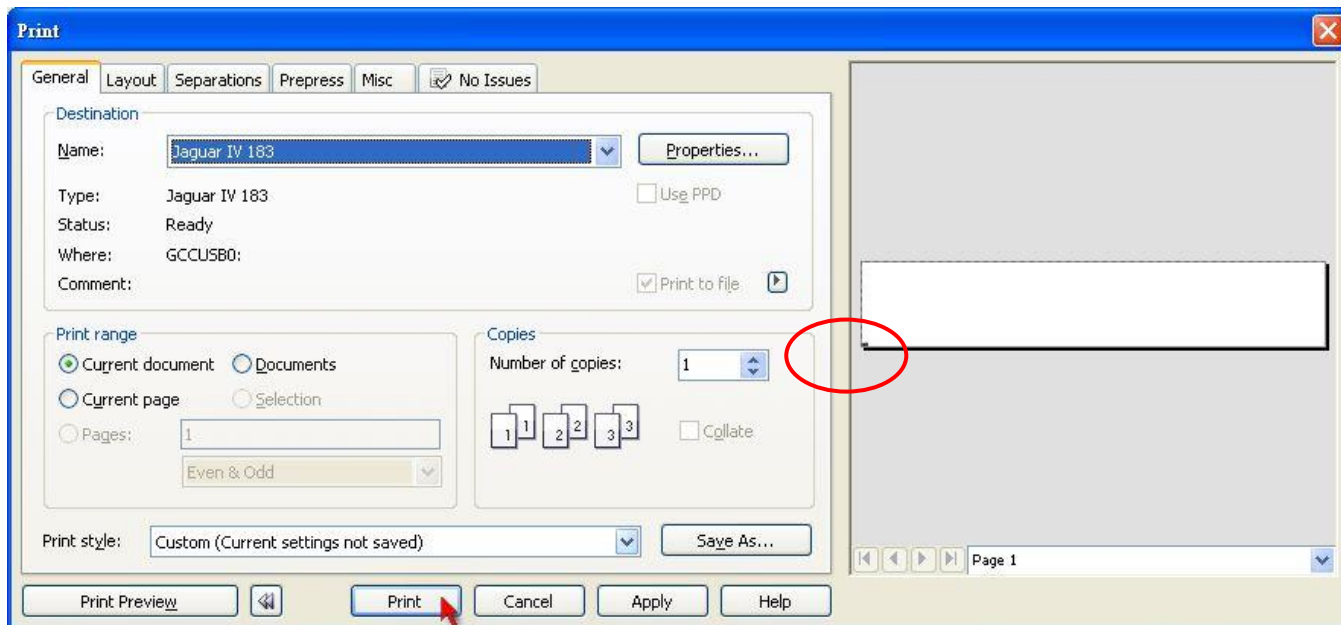 Print
General Layout Separations Prepress Misc No Issues
Destination
Name: Jaguar IV 183 Properties...
Type: Jaguar IV 183 Use PPD
Status: Ready
Where: GCCUSB0:
Comment: Print to file
Print range
Current document Documents
Current page Selection
Pages: 1
Even & Odd
Copies
Number of copies: 1
1 1 2 2 3 3 Collate
Print style: Custom (Current settings not saved) Save As...
Page 1
Print Preview Print Cancel Apply Help